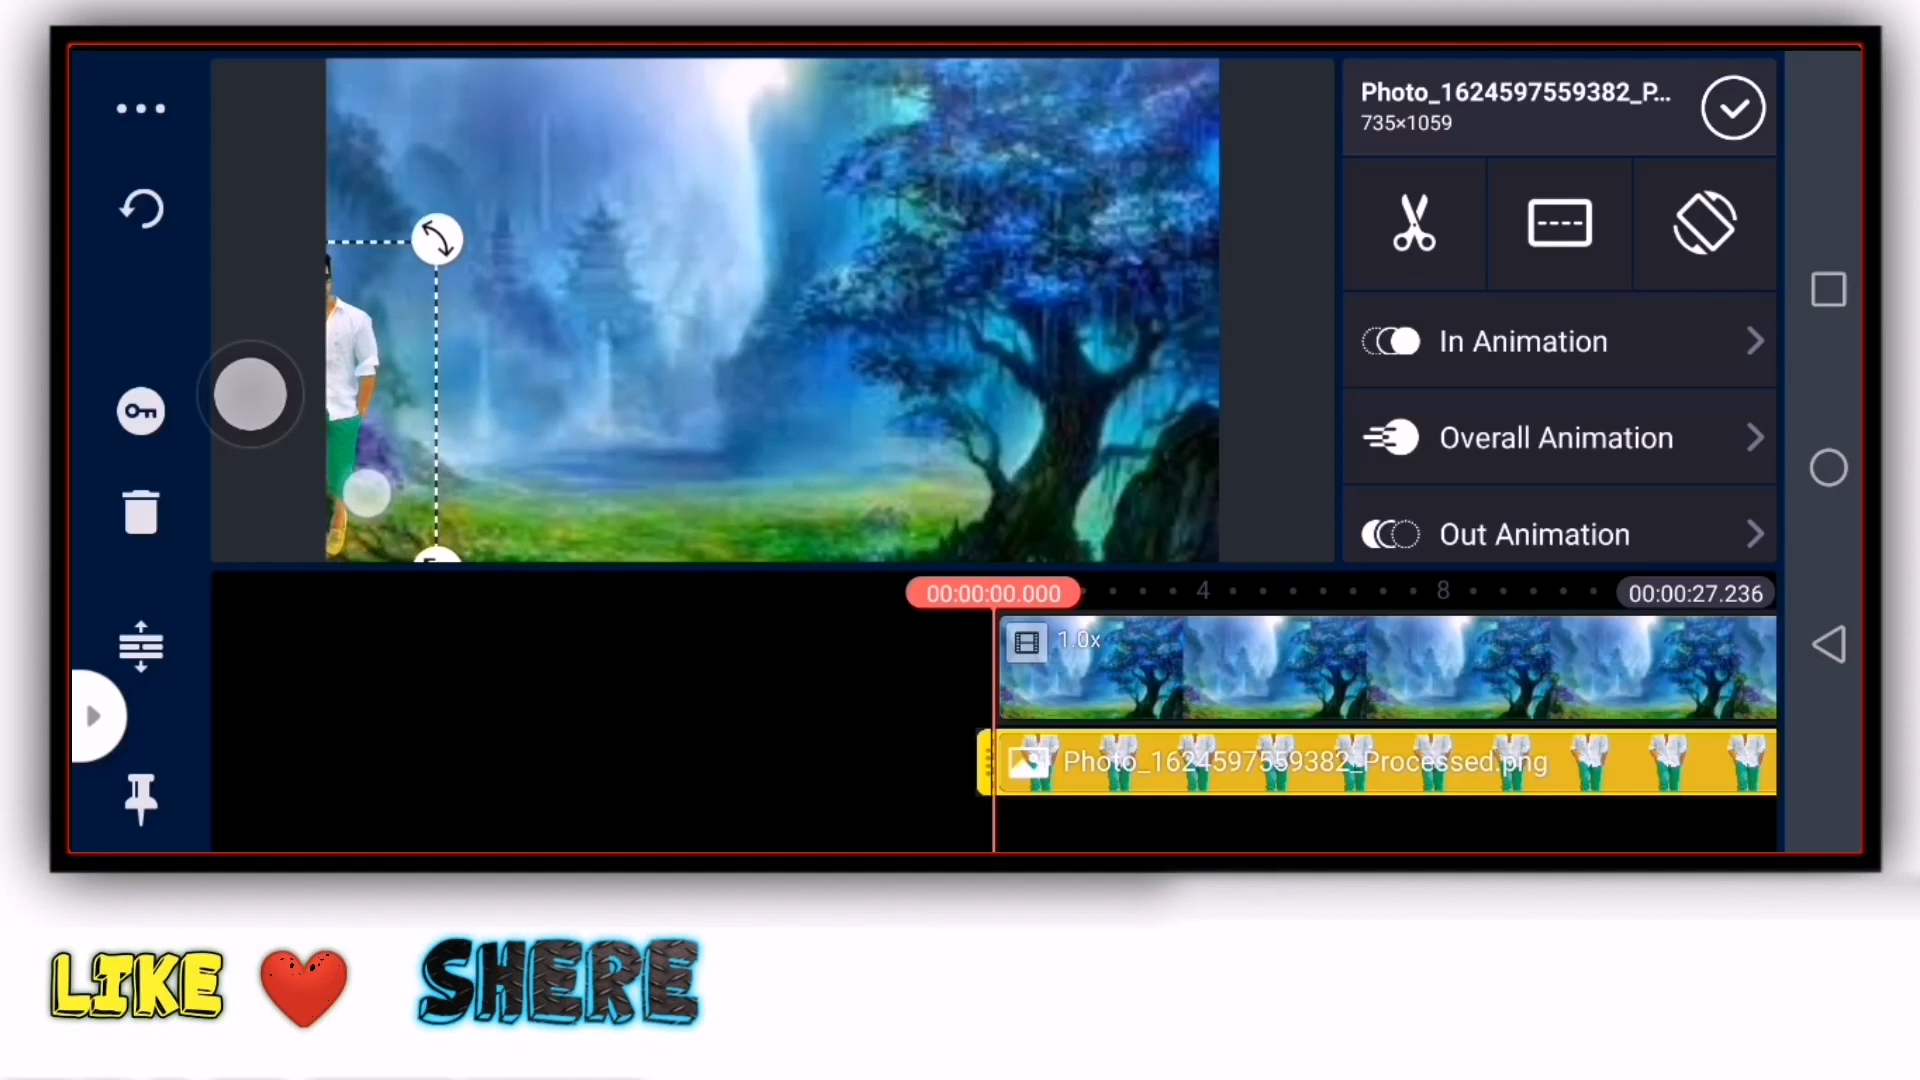 Photo_1624597559382_P...
735×1059
In Animation
Overall Animation
Out Animation
00:00:00.000
4
8
00:00:27.236
1.0x
Photo_1624597559382_Processed.png
LIKE SHERE